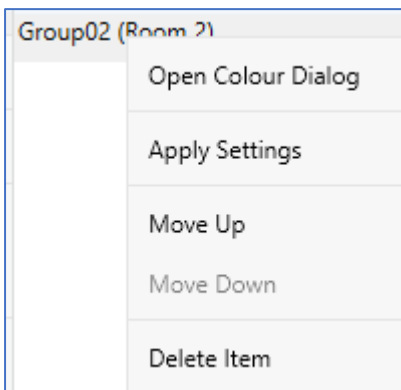 Group02 (Room 2)
Open Colour Dialog
Apply Settings
Move Up
Move Down
Delete Item